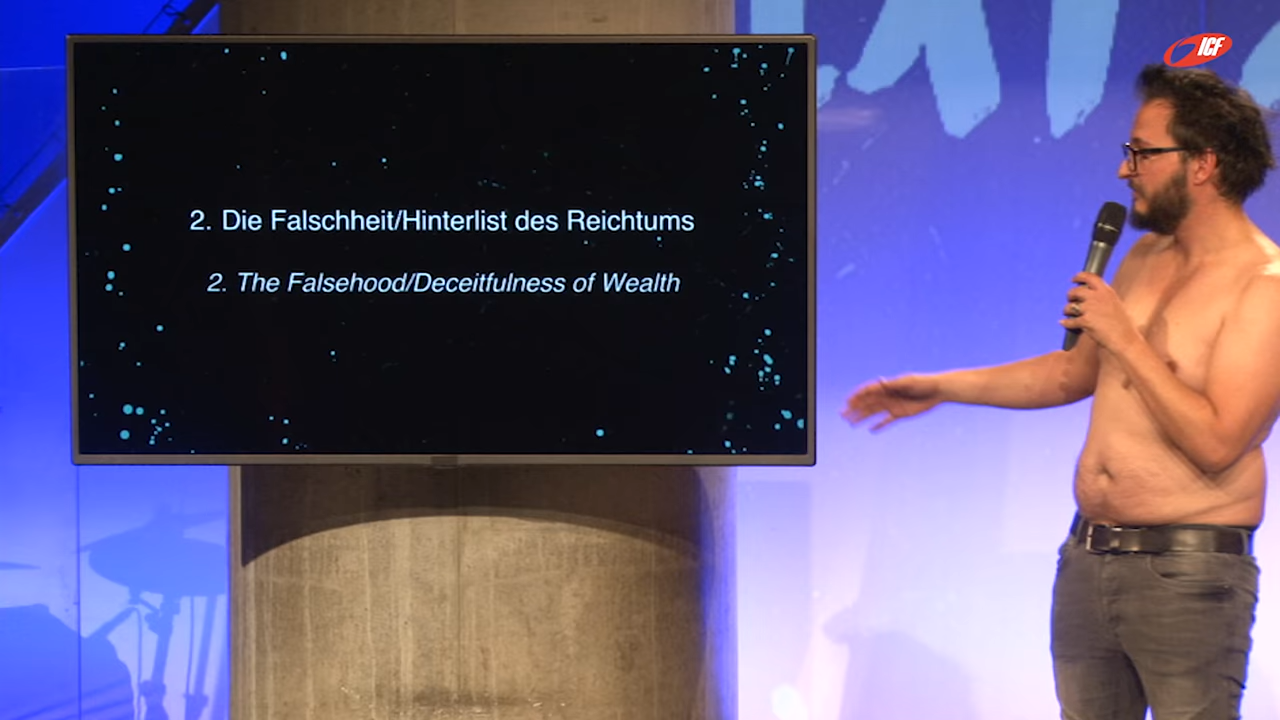 ICF
2. Die Falschheit/Hinterlist des Reichtums
2. The Falsehood/Deceitfulness of Wealth